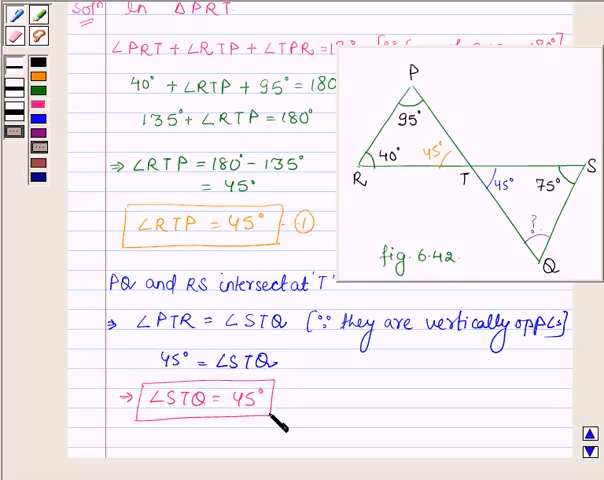 Soln In ΔPRT.
∠PRT + ∠RTP + ∠TPR = 1
40° + ∠RTP + 95° = 180
135° + ∠RTP = 180°
⇒ ∠RTP = 180° - 135°
= 45°
∠RTP = 45° - ①
PQ and RS intersect at 'T'
⇒ ∠PTR = ∠STQ [∵ they are vertically opp ∠s]
45° = ∠STQ
⇒ ∠STQ = 45°
P
95°
40°
45°
R
T
45°
75°
S
?
Q
fig. 6.42